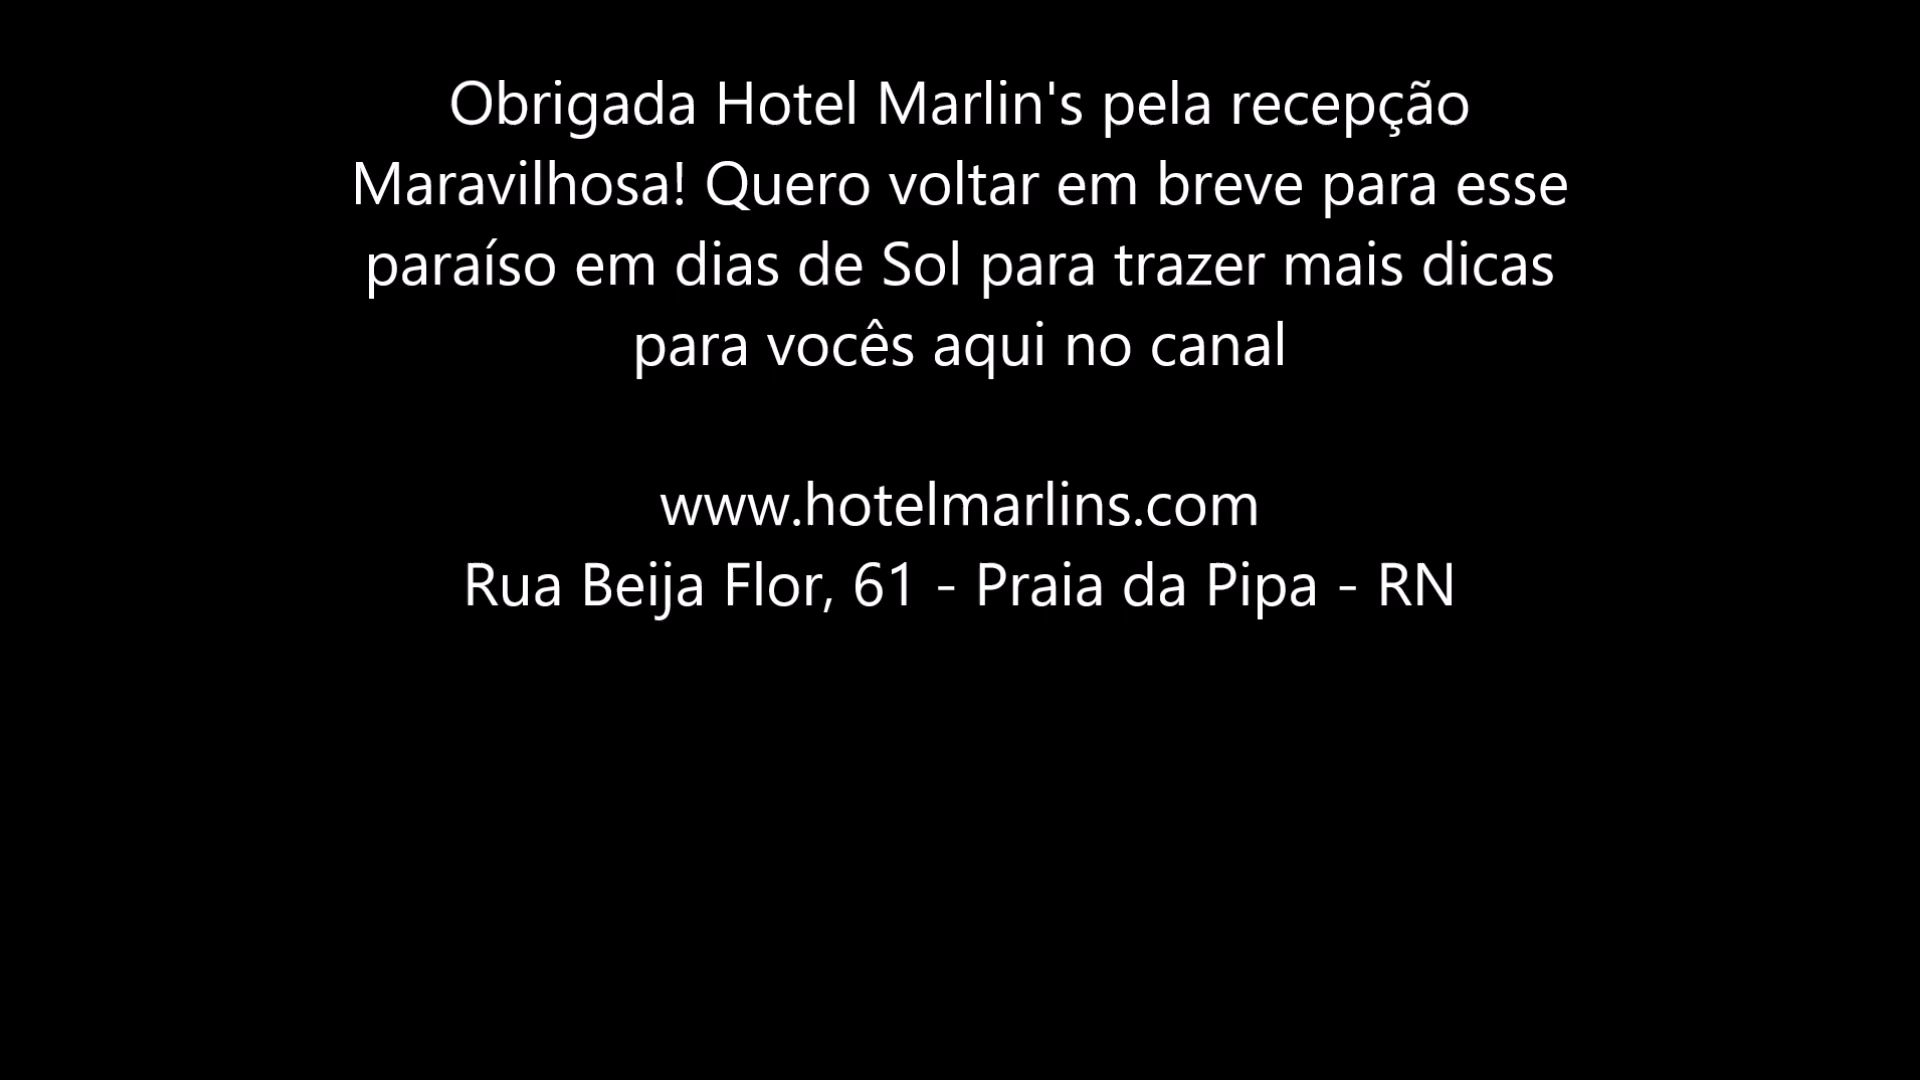 Obrigada Hotel Marlin's pela recepção
Maravilhosa! Quero voltar em breve para esse
paraíso em dias de Sol para trazer mais dicas
para vocês aqui no canal
www.hotelmarlins.com
Rua Beija Flor, 61 - Praia da Pipa - RN